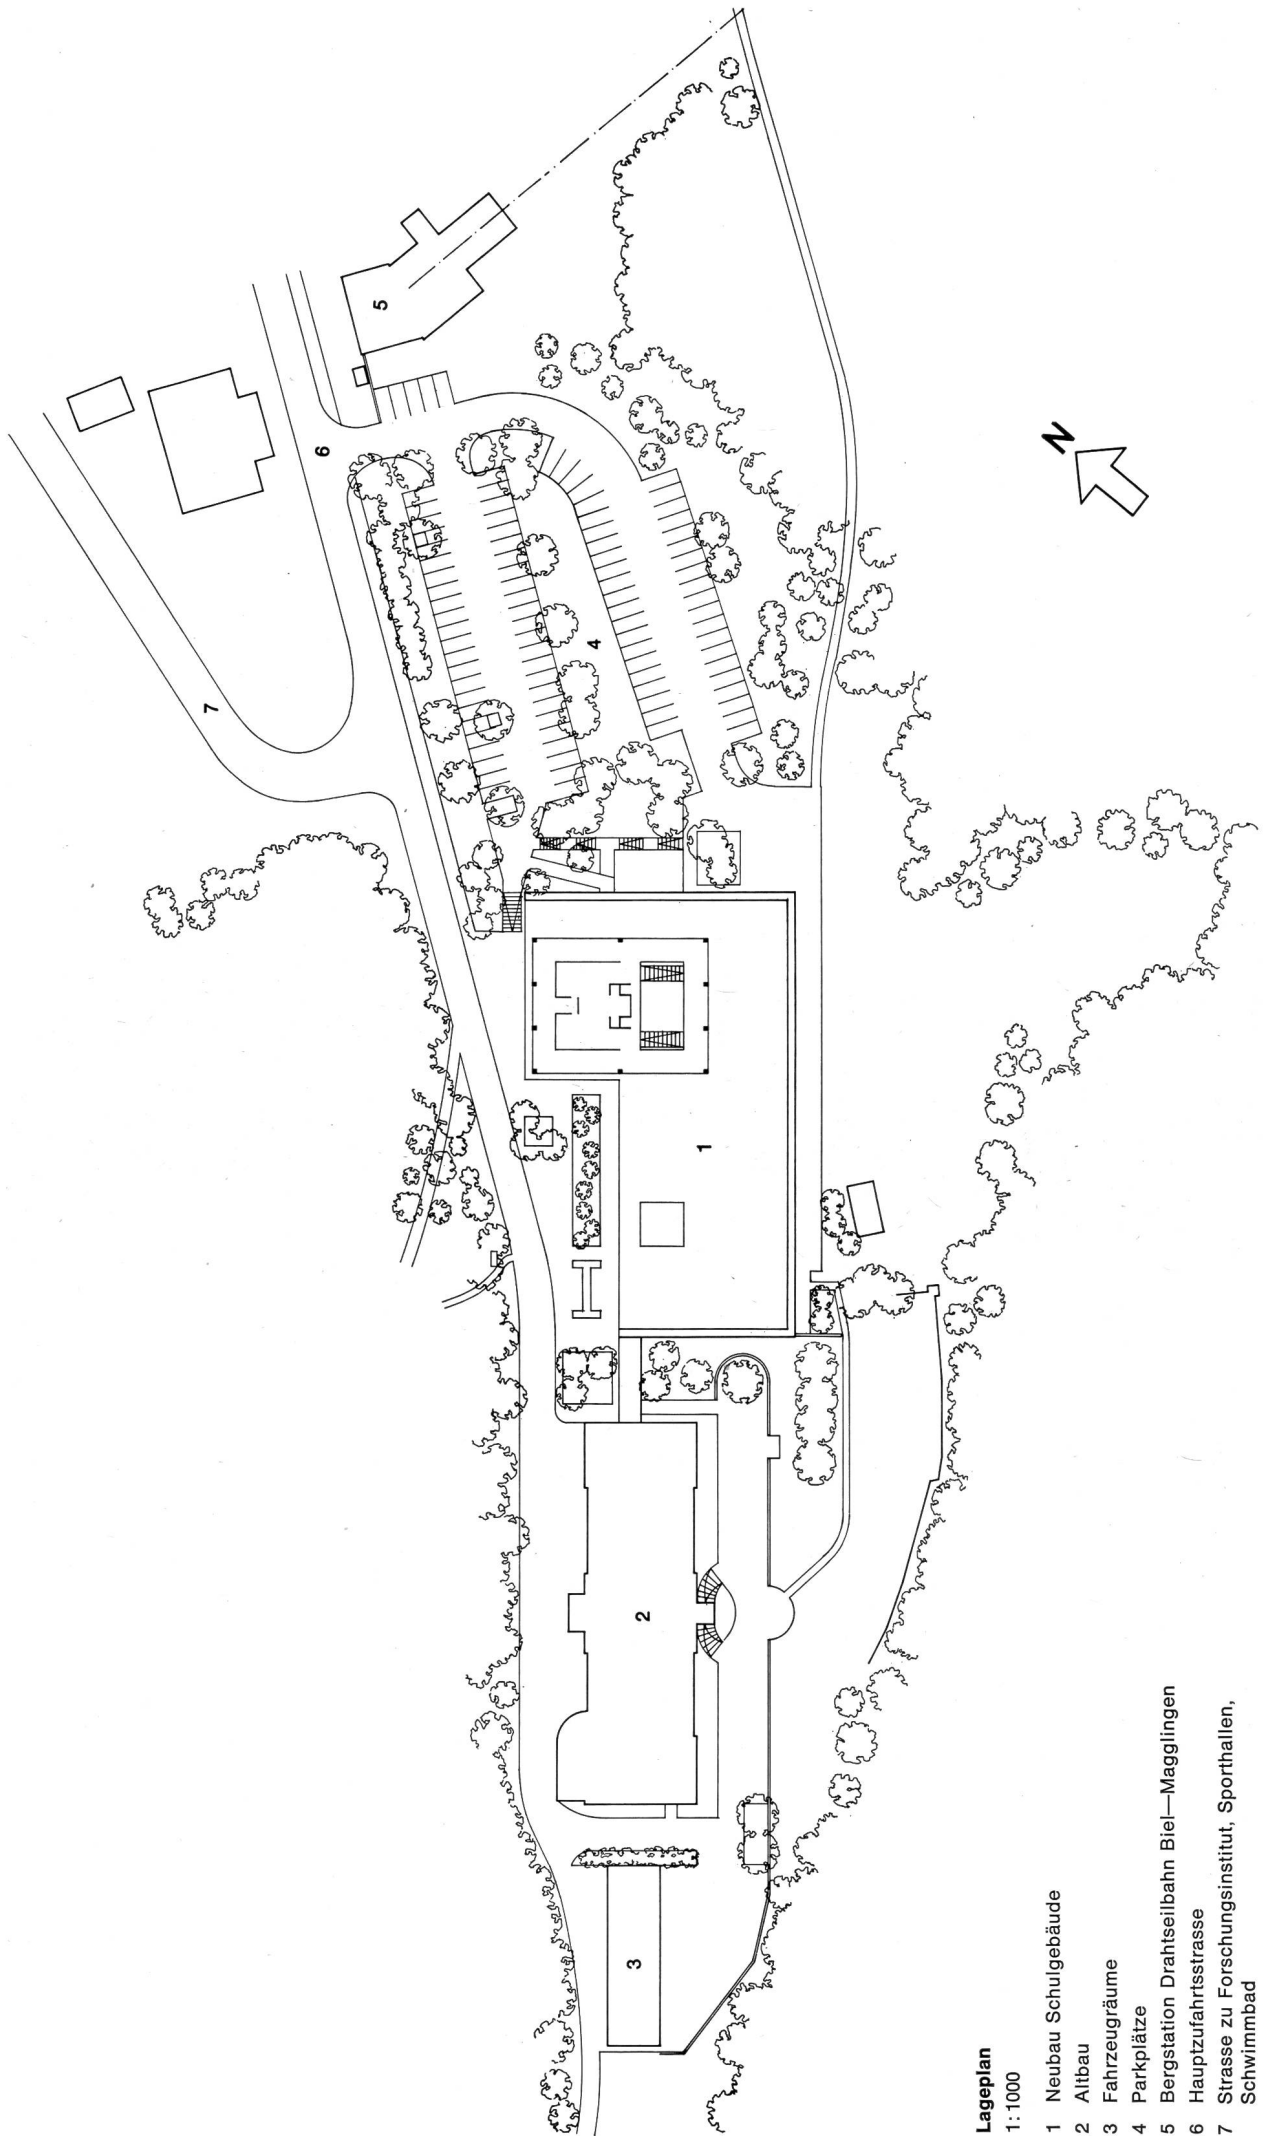 5
6
7
4
N
1
2
3
Lageplan
1:1000
1 Neubau Schulgebäude
2 Altbau
3 Fahrzeugräume
4 Parkplätze
5 Bergstation Drahtseilbahn Biel—Magglingen
6 Hauptzufahrtsstrasse
7 Strasse zu Forschungsinstitut, Sporthallen,
Schwimmbad